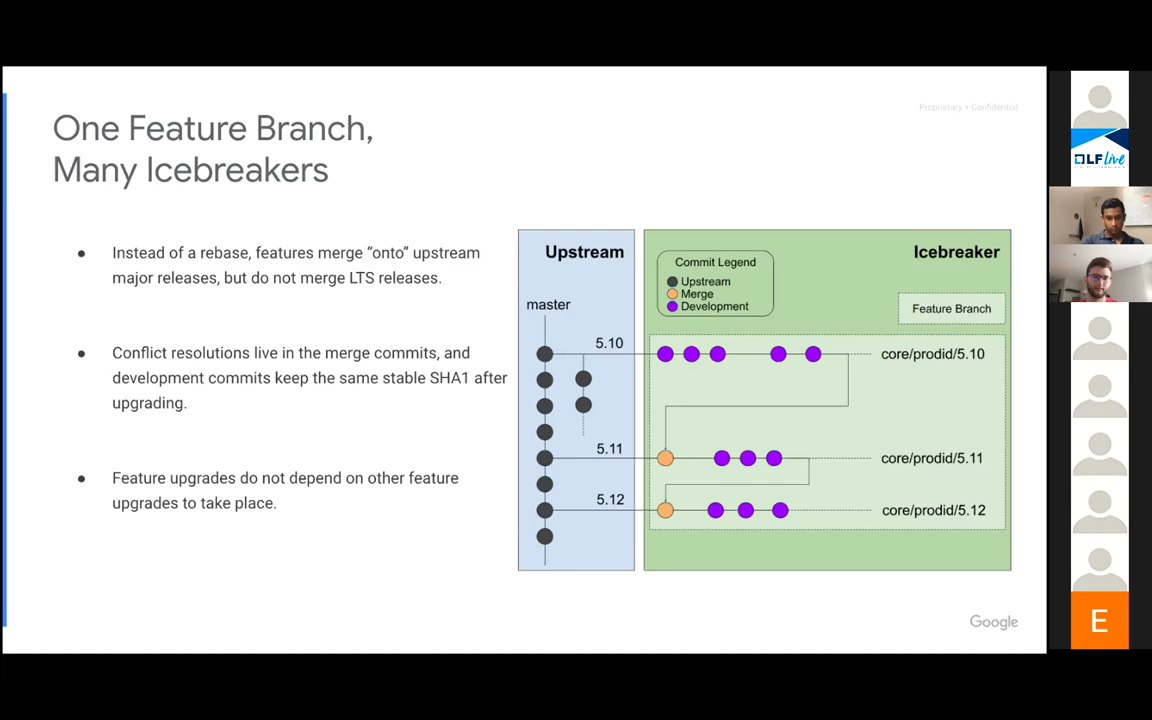 Proprietary + Confidential
One Feature Branch,
Many Icebreakers
● Instead of a rebase, features merge “onto” upstream
major releases, but do not merge LTS releases.
● Conflict resolutions live in the merge commits, and
development commits keep the same stable SHA1 after
upgrading.
● Feature upgrades do not depend on other feature
upgrades to take place.
Upstream
master
5.10
5.11
5.12
Icebreaker
Commit Legend
Upstream
Merge
Development
Feature Branch
core/prodid/5.10
core/prodid/5.11
core/prodid/5.12
Google
LF Live
E